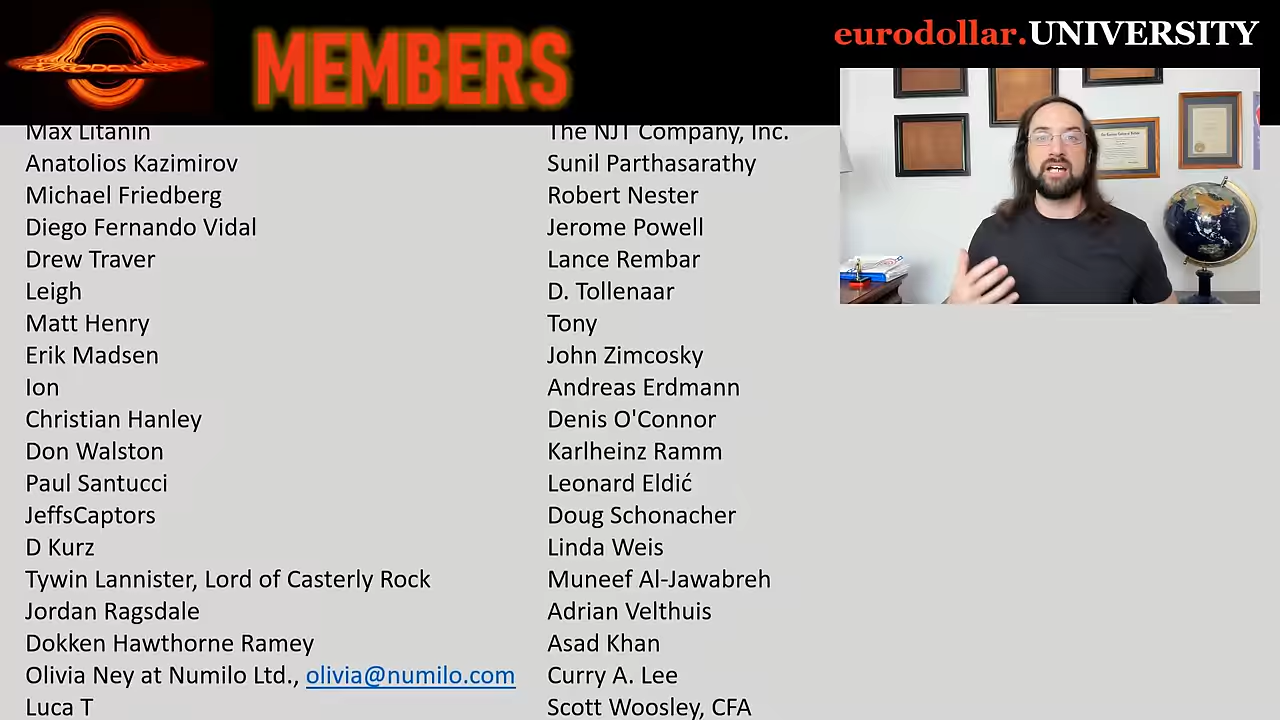 MEMBERS
eurodollar.UNIVERSITY
Max Litanin
Anatolios Kazimirov
Michael Friedberg
Diego Fernando Vidal
Drew Traver
Leigh
Matt Henry
Erik Madsen
Ion
Christian Hanley
Don Walston
Paul Santucci
JeffsCaptors
D Kurz
Tywin Lannister, Lord of Casterly Rock
Jordan Ragsdale
Dokken Hawthorne Ramey
Olivia Ney at Numilo Ltd., olivia@numilo.com
Luca T
The NJT Company, Inc.
Sunil Parthasarathy
Robert Nester
Jerome Powell
Lance Rembar
D. Tollenaar
Tony
John Zimcosky
Andreas Erdmann
Denis O'Connor
Karlheinz Ramm
Leonard Eldić
Doug Schonacher
Linda Weis
Muneef Al-Jawabreh
Adrian Velthuis
Asad Khan
Curry A. Lee
Scott Woosley, CFA